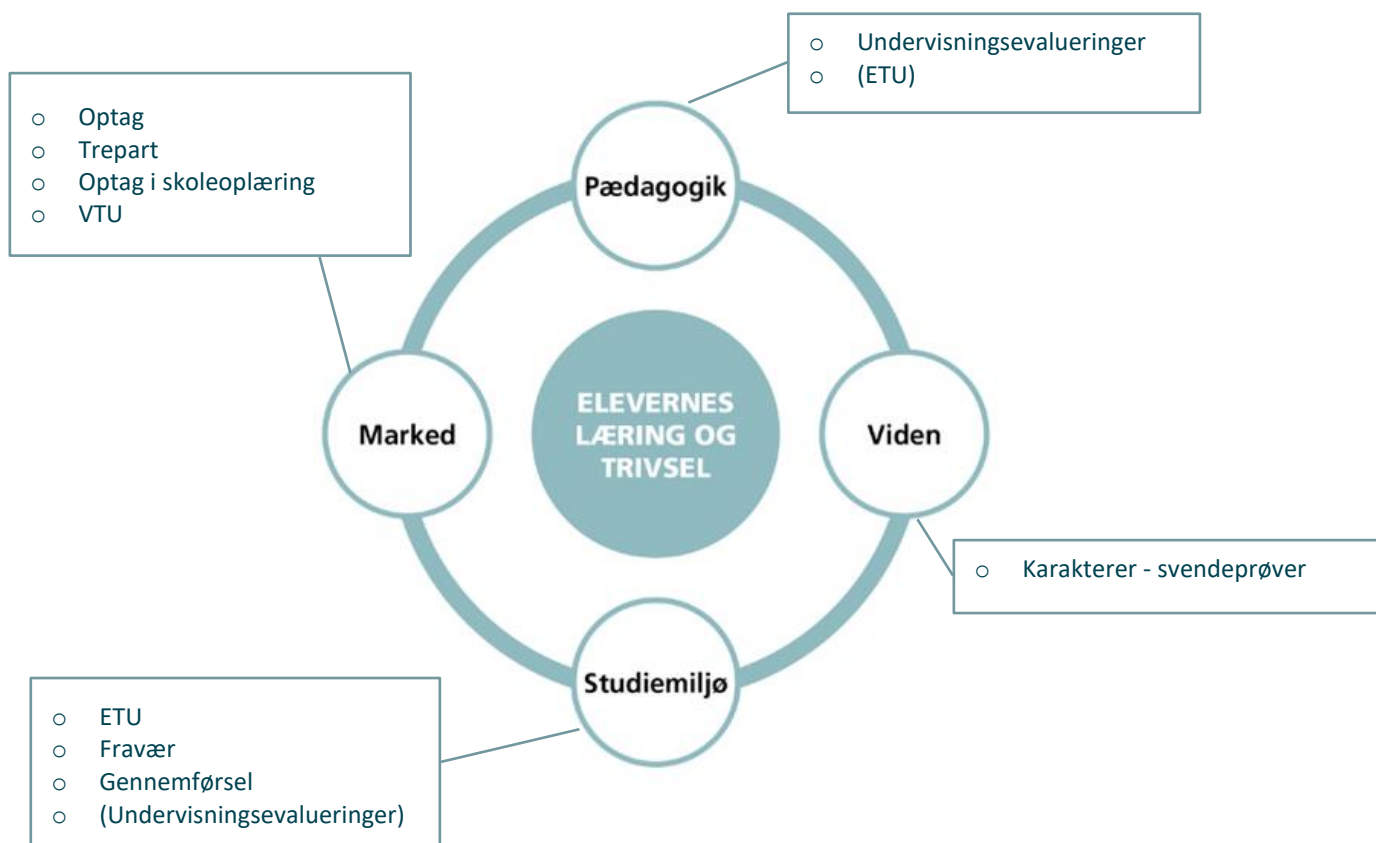 ○ Undervisningsevalueringer
○ (ETU)
○ Optag
○ Trepart
○ Optag i skoleoplæring
○ VTU
Pædagogik
Marked
ELEVERNES
LÆRING OG
TRIVSEL
Viden
○ Karakterer - svendeprøver
Studiemiljø
○ ETU
○ Fravær
○ Gennemførsel
○ (Undervisningsevalueringer)